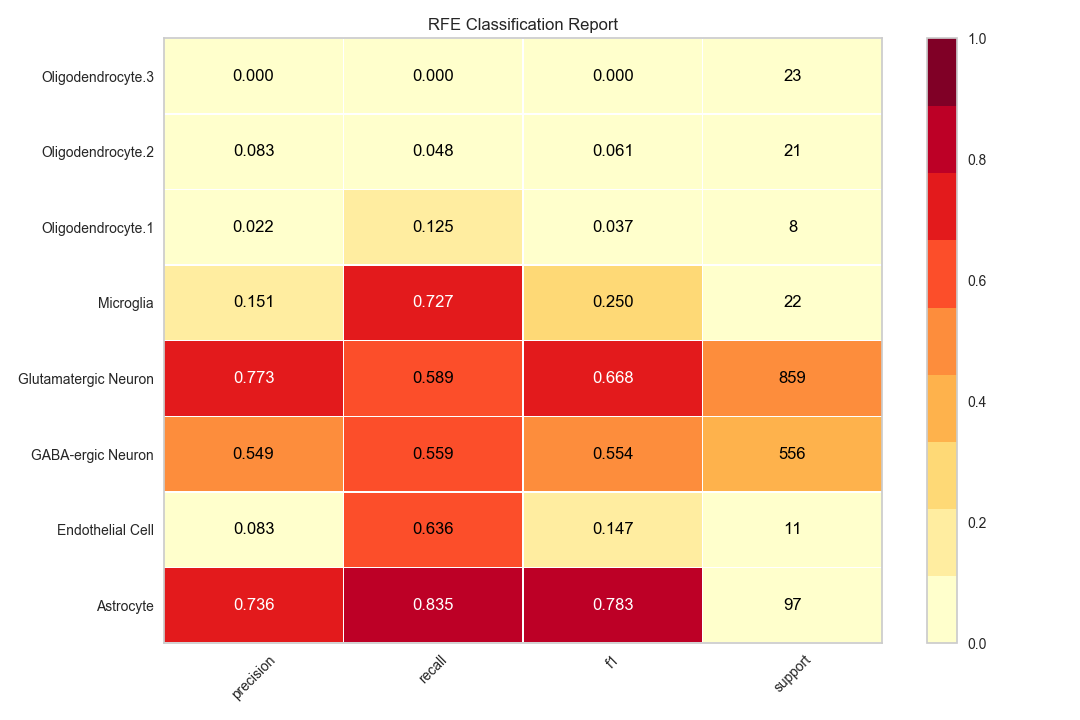 RFE Classification Report
Oligodendrocyte.3 0.000 0.000 0.000 23
Oligodendrocyte.2 0.083 0.048 0.061 21
Oligodendrocyte.1 0.022 0.125 0.037 8
Microglia 0.151 0.727 0.250 22
Glutamatergic Neuron 0.773 0.589 0.668 859
GABA-ergic Neuron 0.549 0.559 0.554 556
Endothelial Cell 0.083 0.636 0.147 11
Astrocyte 0.736 0.835 0.783 97
precision recall f1 support
1.0
0.8
0.6
0.4
0.2
0.0